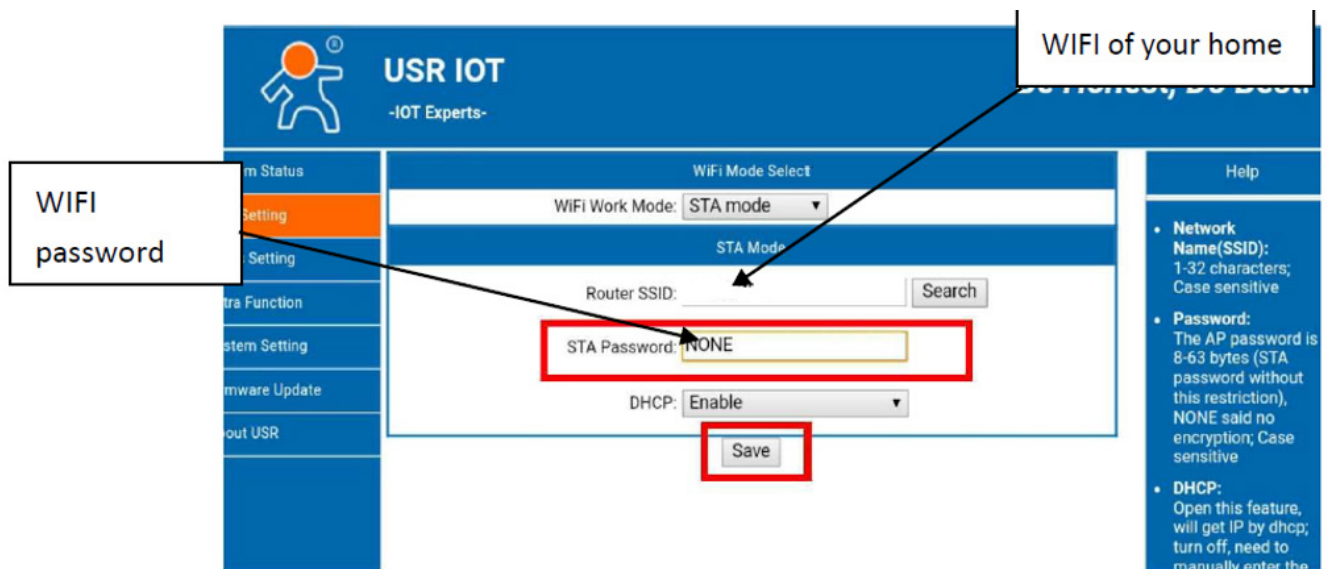 WIFI of your home
USR IOT
-IOT Experts-
WIFI
password
m Status
Setting
Setting
tra Function
stem Setting
mware Update
out USR
WiFi Mode Select
WiFi Work Mode: STA mode
STA Mode
Router SSID: Search
STA Password: NONE
DHCP: Enable
Save
Help
• Network
Name(SSID):
1-32 characters;
Case sensitive
• Password:
The AP password is
8-63 bytes (STA
password without
this restriction),
NONE said no
encryption; Case
sensitive
• DHCP:
Open this feature,
will get IP by dhcp;
turn off, need to
manually enter the